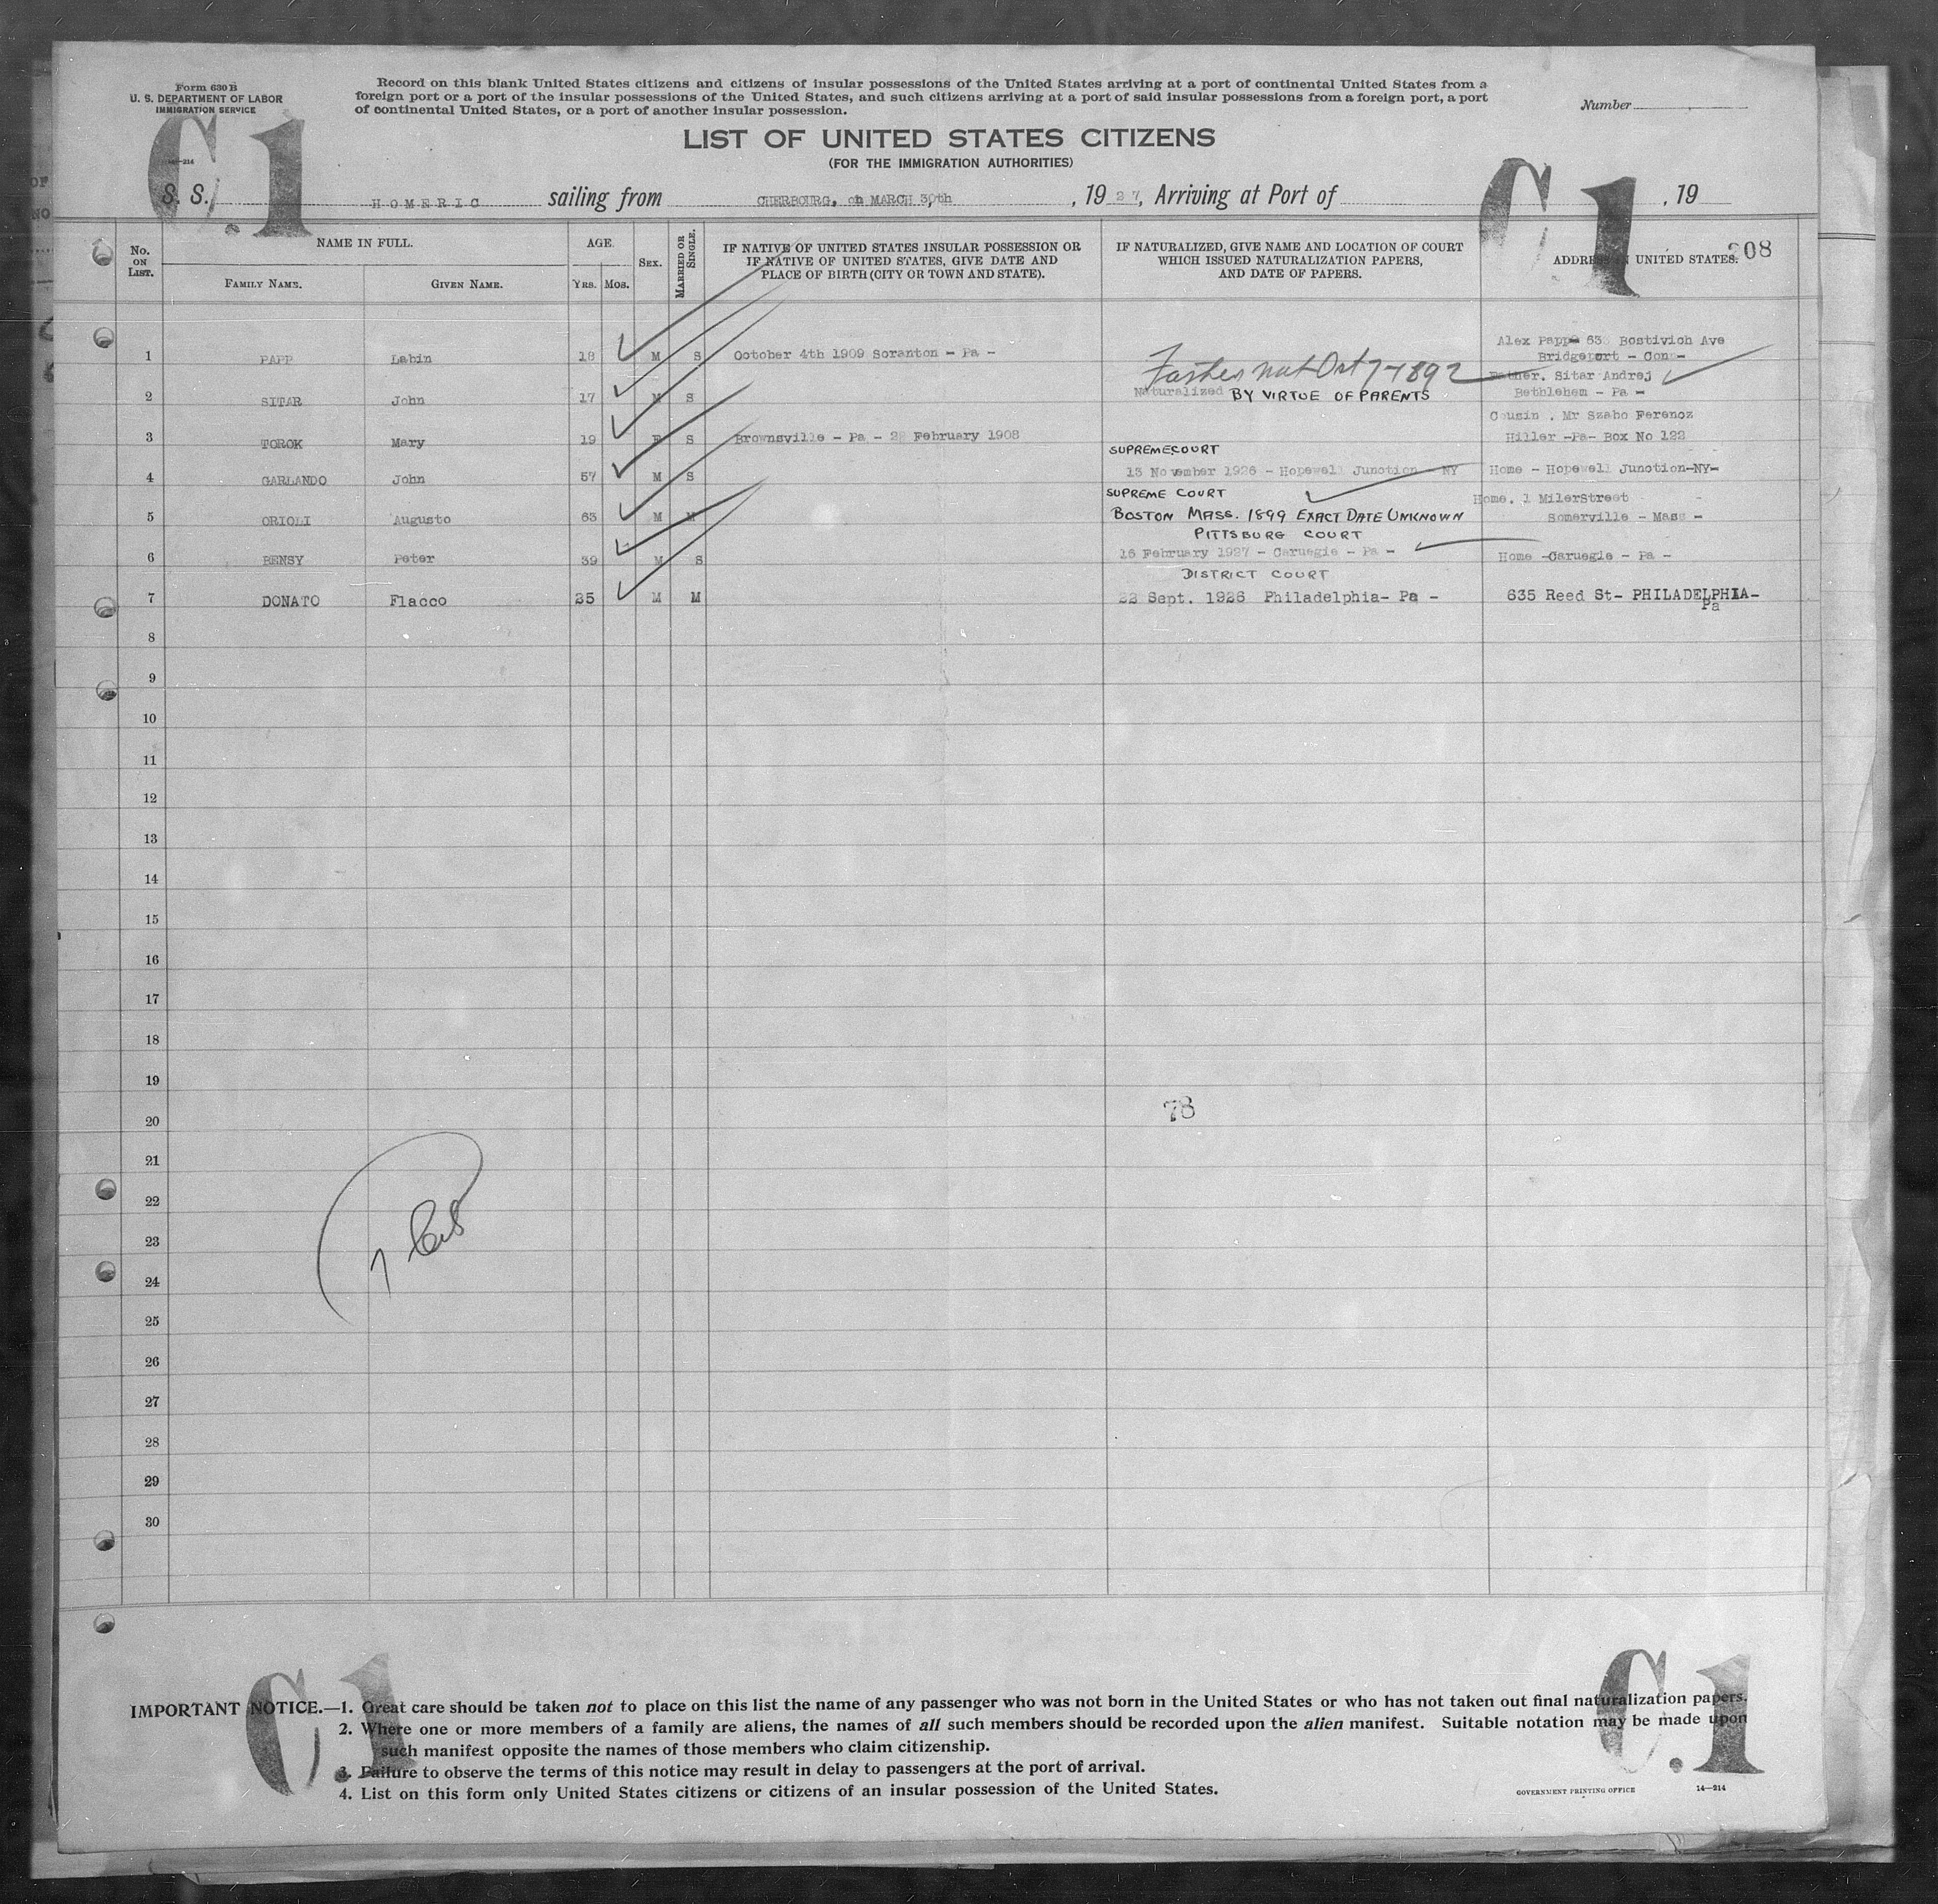 Form 630 B
U. S. DEPARTMENT OF LABOR
IMMIGRATION SERVICE
Record on this blank United States citizens and citizens of insular possessions of the United States arriving at a port of continental United States from a
foreign port or a port of the insular possessions of the United States, and such citizens arriving at a port of said insular possessions from a foreign port, a port
of continental United States, or a port of another insular possession.
Number
C.1
C1
14-214
LIST OF UNITED STATES CITIZENS
(FOR THE IMMIGRATION AUTHORITIES)
S. S. HOMERIC sailing from CHERBOURG, on MARCH 30th, 1927, Arriving at Port of , 19
No. ON LIST.
NAME IN FULL.
FAMILY NAME.
GIVEN NAME.
AGE.
YRS.
MOS.
SEX.
MARRIED OR SINGLE.
IF NATIVE OF UNITED STATES INSULAR POSSESSION OR
IF NATIVE OF UNITED STATES, GIVE DATE AND
PLACE OF BIRTH (CITY OR TOWN AND STATE).
IF NATURALIZED, GIVE NAME AND LOCATION OF COURT
WHICH ISSUED NATURALIZATION PAPERS,
AND DATE OF PAPERS.
ADDRESS IN UNITED STATES.
208
Alex Papp 63 Bostivich Ave
1 PAPP Labin 18 M S October 4th 1909 Soranton - Pa - Bridgeport - Con -
Father nat Oct 7-1892 Father. Sitar Andrej
2 SITAR John 17 M S Naturalized BY VIRTUE OF PARENTS Bethlehem - Pa -
Cousin . Mr Szabo Ferencz
3 TOROK Mary 19 F S Brownsville - Pa - 22 February 1908 Hiller -Pa- Box No 122
SUPREME COURT
4 GARLANDO John 57 M S 15 November 1926 - Hopewell Junction - NY Home - Hopewell Junction-NY-
SUPREME COURT Home. 1 MilerStreet -
5 ORIOLI Augusto 63 M M BOSTON MASS. 1899 EXACT DATE UNKNOWN Somerville - Mass -
PITTSBURG COURT
6 BENSY Peter 39 M S 16 February 1927 - Caruegie - Pa - Home -Caruegie - Pa -
DISTRICT COURT
7 DONATO Flacco 35 M M 22 Sept. 1926 Philadelphia- Pa - 635 Reed St- PHILADELPHIA-
Pa
8
9
10
11
12
13
14
15
16
17
18
19
20
78
21
22
23
7
24
25
26
27
28
29
30
C1
C.1
IMPORTANT NOTICE.—1. Great care should be taken not to place on this list the name of any passenger who was not born in the United States or who has not taken out final naturalization papers.
2. Where one or more members of a family are aliens, the names of all such members should be recorded upon the alien manifest. Suitable notation may be made upon
such manifest opposite the names of those members who claim citizenship.
3. Failure to observe the terms of this notice may result in delay to passengers at the port of arrival.
4. List on this form only United States citizens or citizens of an insular possession of the United States.
GOVERNMENT PRINTING OFFICE
14—214